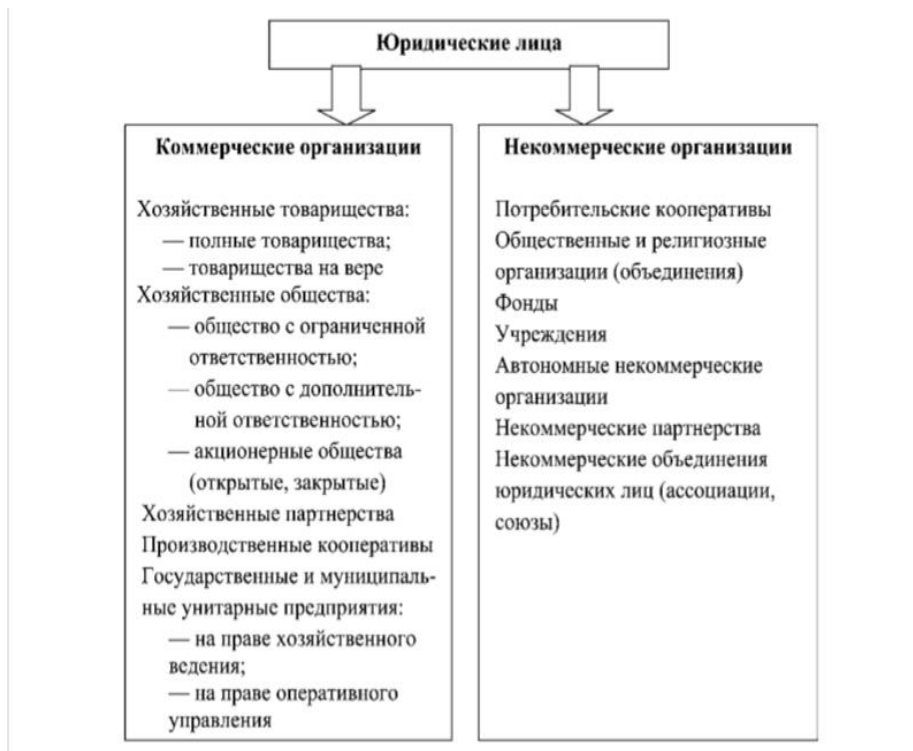 Юридические лица
Коммерческие организации
Хозяйственные товарищества:
— полные товарищества;
— товарищества на вере
Хозяйственные общества:
— общество с ограниченной
ответственностью;
— общество с дополнитель-
ной ответственностью;
— акционерные общества
(открытые, закрытые)
Хозяйственные партнерства
Производственные кооперативы
Государственные и муниципаль-
ные унитарные предприятия:
— на праве хозяйственного
ведения;
— на праве оперативного
управления
Некоммерческие организации
Потребительские кооперативы
Общественные и религиозные
организации (объединения)
Фонды
Учреждения
Автономные некоммерческие
организации
Некоммерческие партнерства
Некоммерческие объединения
юридических лиц (ассоциации,
союзы)